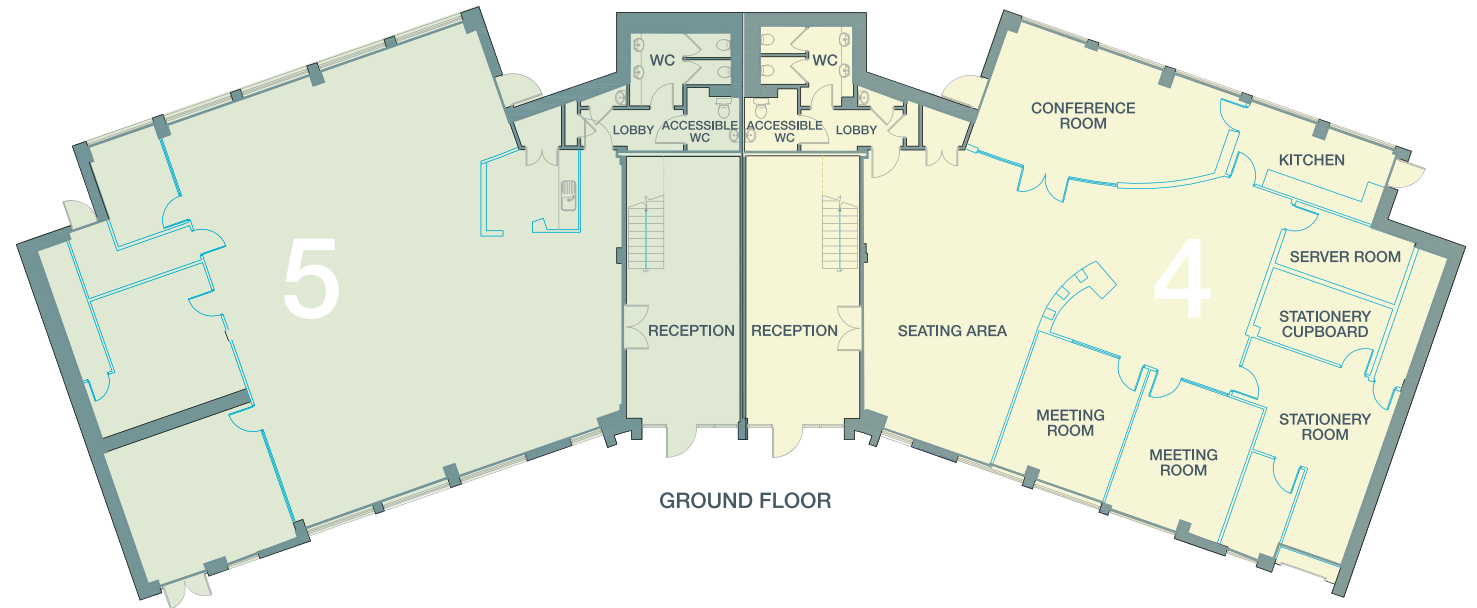 WC
WC
LOBBY
ACCESSIBLE
WC
ACCESSIBLE
WC
LOBBY
CONFERENCE
ROOM
KITCHEN
5
4
SERVER ROOM
STATIONERY
CUPBOARD
RECEPTION
RECEPTION
SEATING AREA
MEETING
ROOM
MEETING
ROOM
STATIONERY
ROOM
GROUND FLOOR